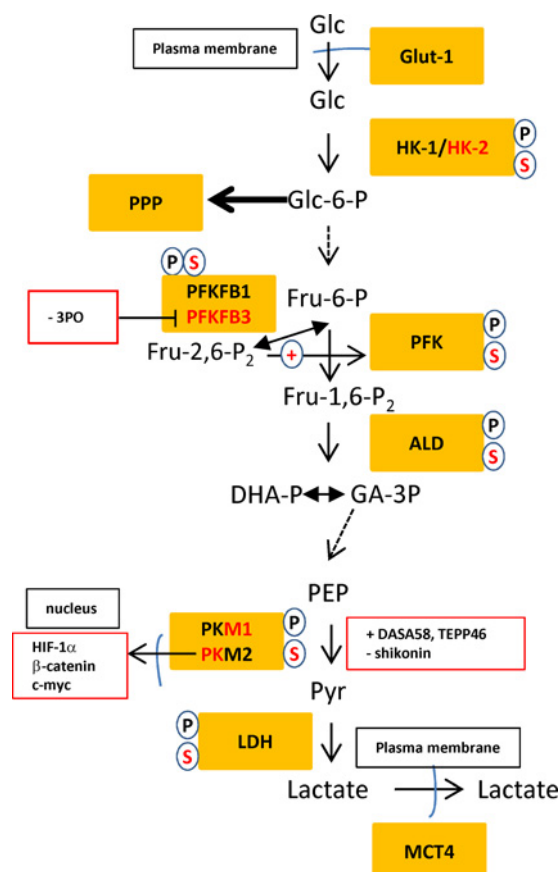 Glc
Plasma membrane
Glut-1
Glc
HK-1/HK-2
P
S
PPP
Glc-6-P
P S
PFKFB1
PFKFB3
- 3PO
Fru-6-P
Fru-2,6-P₂
+
PFK
P
S
Fru-1,6-P₂
ALD
P
S
DHA-P
GA-3P
PEP
nucleus
HIF-1α
β-catenin
c-myc
PKM1
PKM2
P
S
+ DASA58, TEPP46
- shikonin
Pyr
P
S
LDH
Plasma membrane
Lactate
Lactate
MCT4